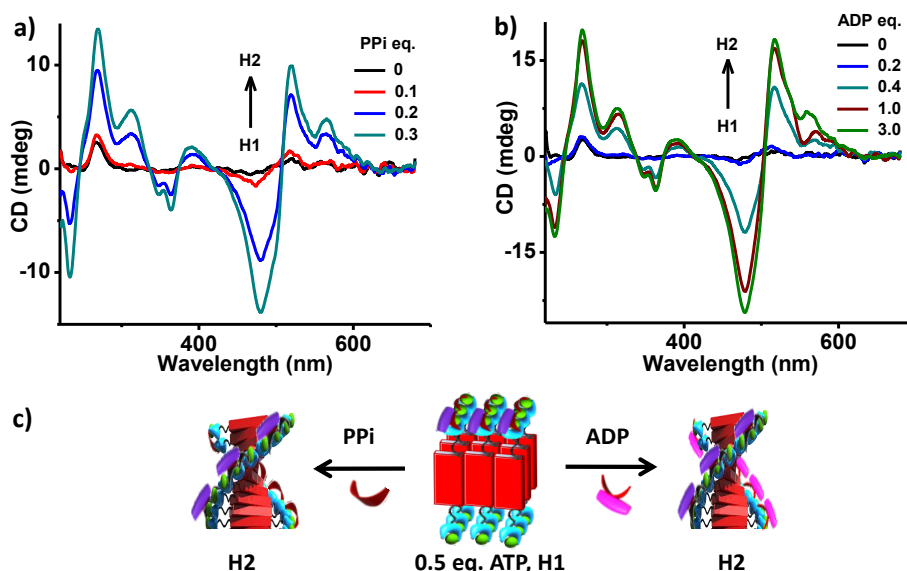 a)
PPi eq.
0
0.1
0.2
0.3
H2
H1
10
0
-10
CD (mdeg)
400
600
Wavelength (nm)
b)
ADP eq.
0
0.2
0.4
1.0
3.0
H2
H1
15
0
-15
CD (mdeg)
400
600
Wavelength (nm)
c)
PPi
ADP
H2
0.5 eq. ATP, H1
H2